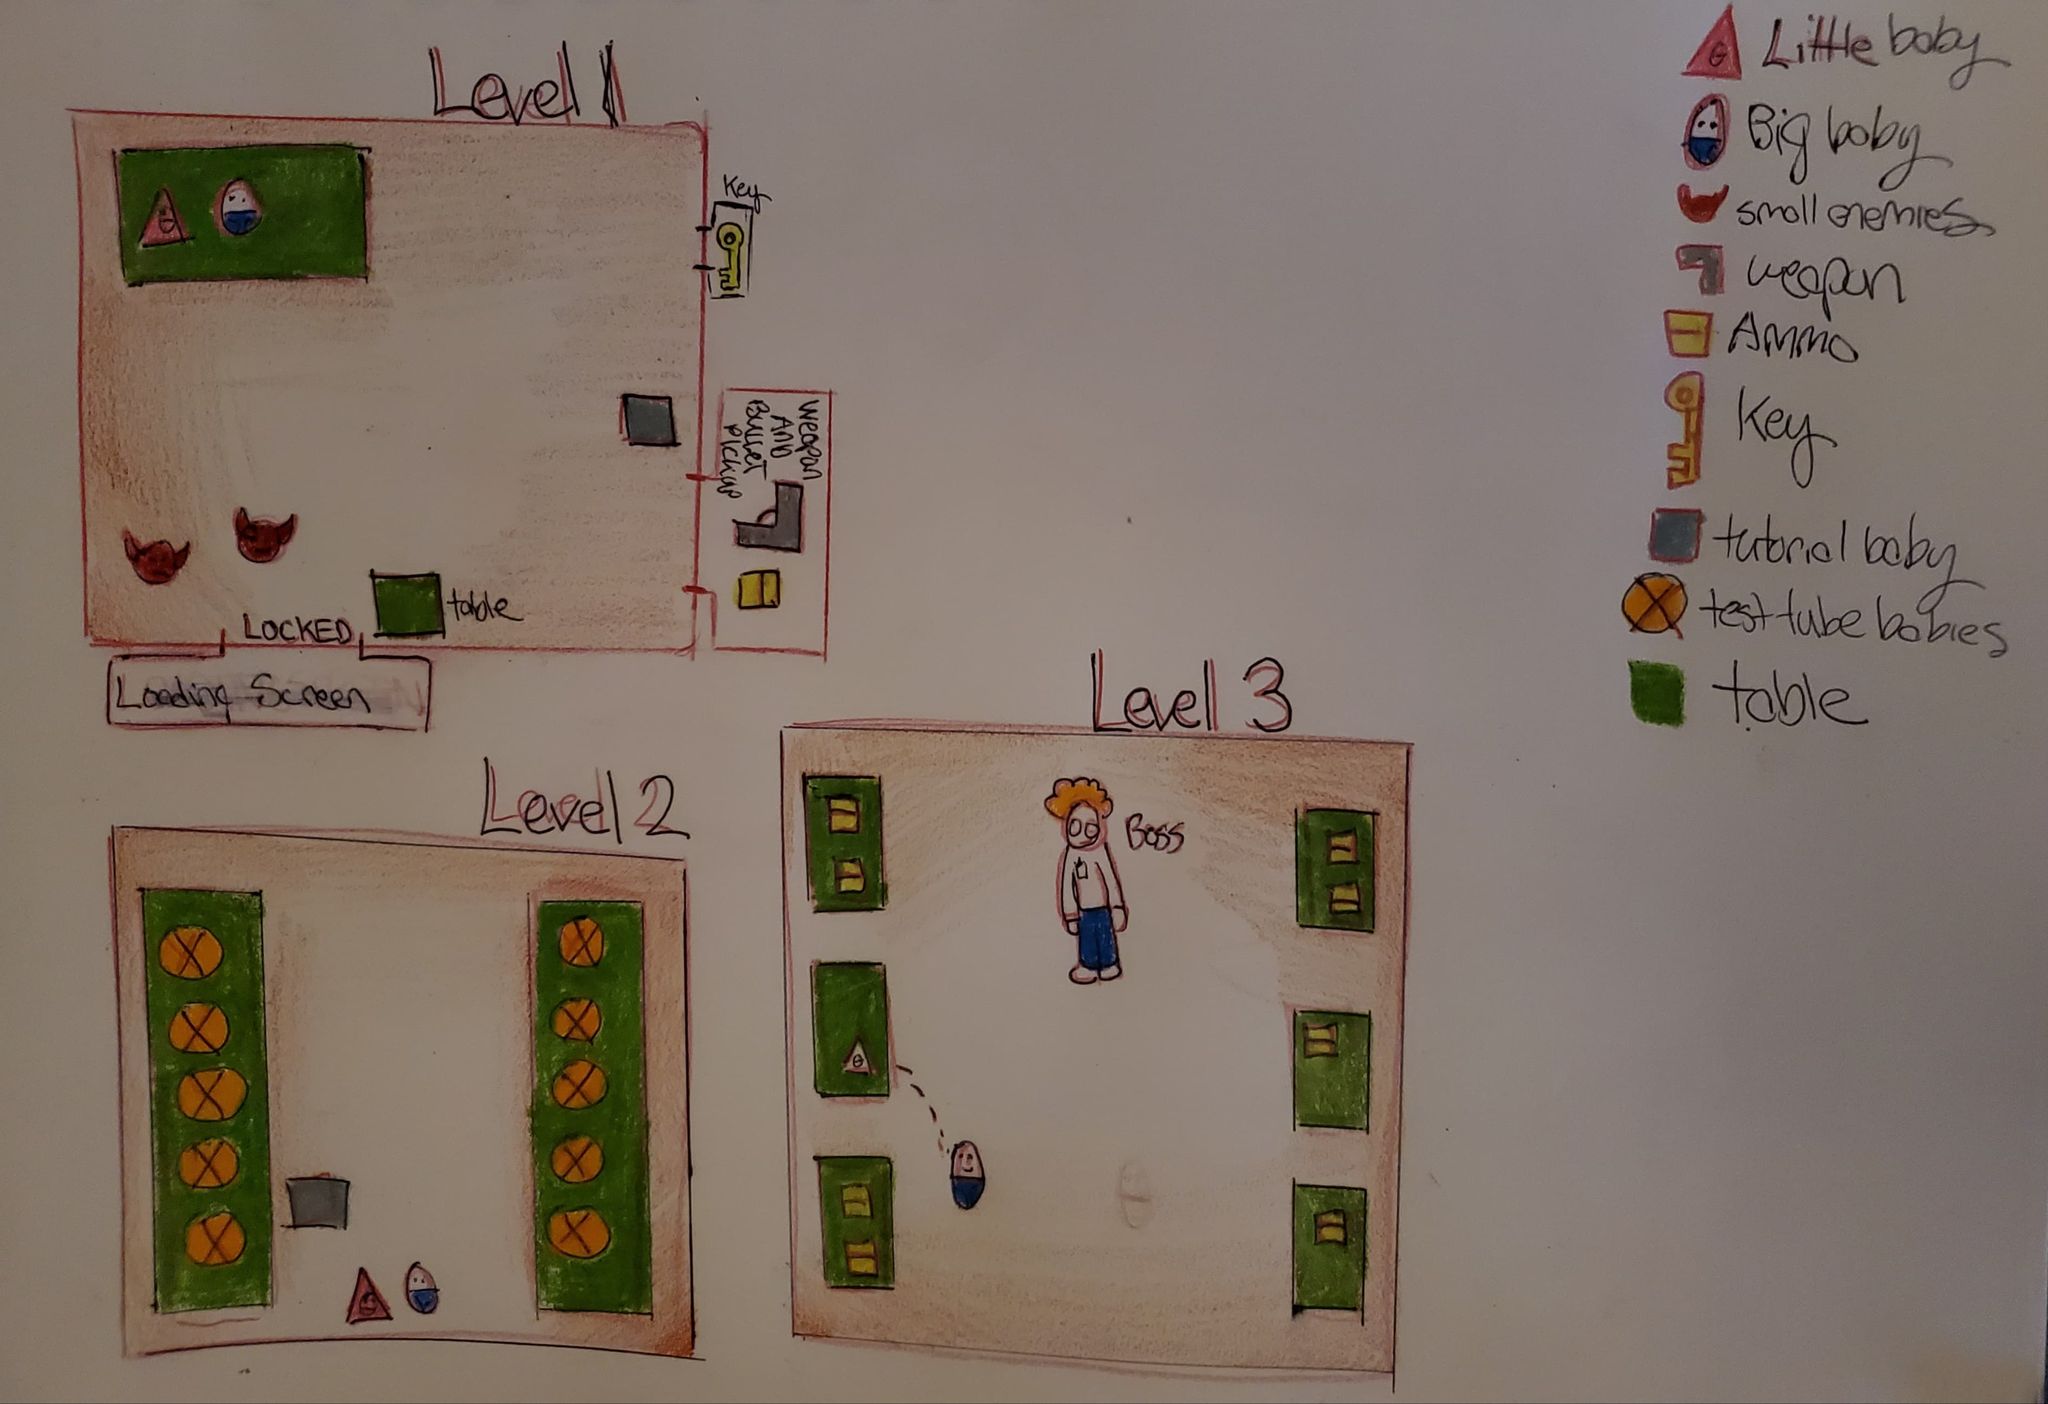 Level 1
Key
Weapon
AND
Bullet
Pickup
LOCKED
table
Loading Screen
Level 2
Level 3
Boss
Little baby
Big baby
small enemies
weapon
Ammo
Key
tutorial baby
test tube babies
table